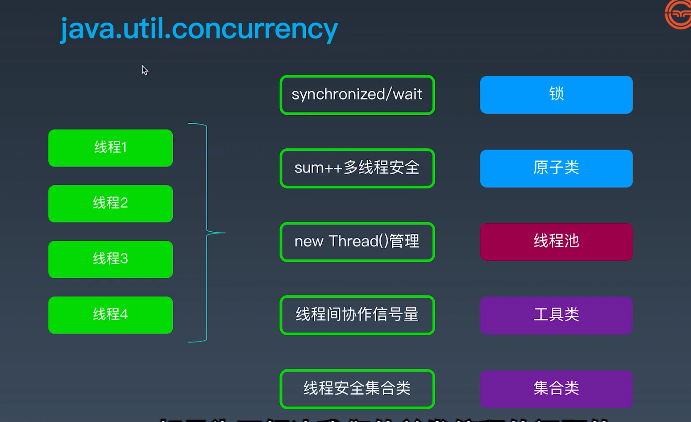 java.util.concurrency
线程1
线程2
线程3
线程4
synchronized/wait
锁
sum++多线程安全
原子类
new Thread()管理
线程池
线程间协作信号量
工具类
线程安全集合类
集合类